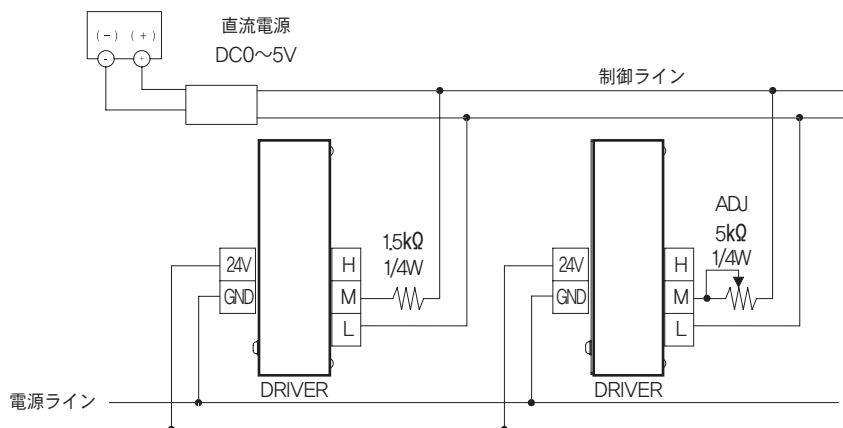 直流電源
DC0～5V
(-) (+)
- +
制御ライン
ADJ
5kΩ
1/4W
1.5kΩ
1/4W
24V
GND
H
M
L
24V
GND
H
M
L
DRIVER
DRIVER
電源ライン